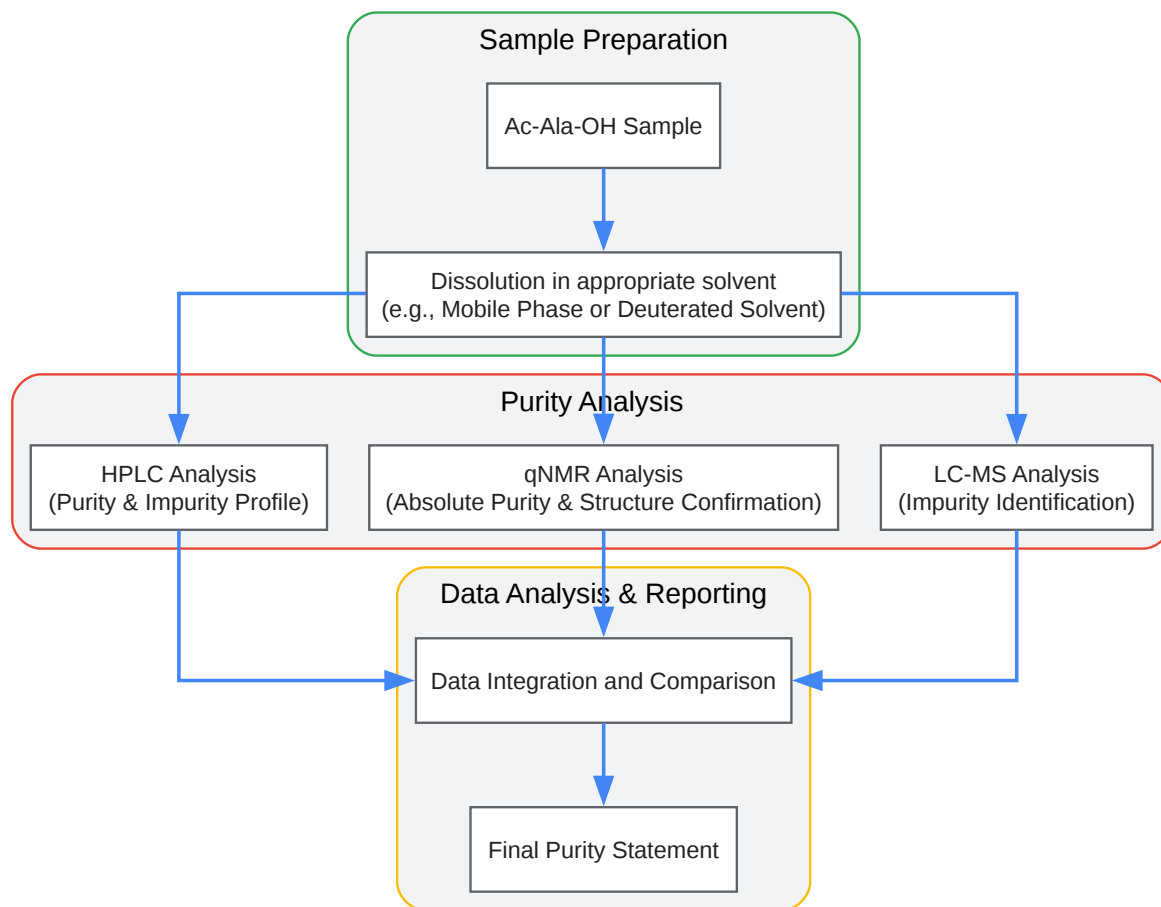 Sample Preparation
Ac-Ala-OH Sample
Dissolution in appropriate solvent
(e.g., Mobile Phase or Deuterated Solvent)
Purity Analysis
HPLC Analysis
(Purity & Impurity Profile)
qNMR Analysis
(Absolute Purity & Structure Confirmation)
LC-MS Analysis
(Impurity Identification)
Data Analysis & Reporting
Data Integration and Comparison
Final Purity Statement